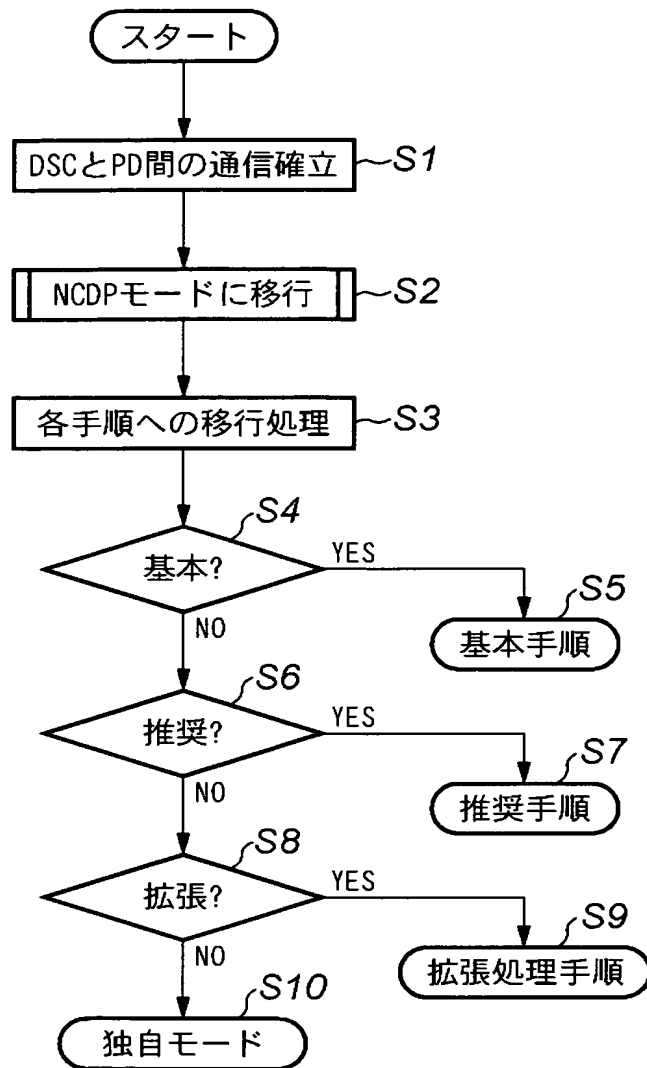 スタート
DSCとPD間の通信確立
S1
NCDPモードに移行
S2
各手順への移行処理
S3
S4
基本?
YES
NO
S5
基本手順
S6
推奨?
YES
NO
S7
推奨手順
S8
拡張?
YES
NO
S9
拡張処理手順
S10
独自モード